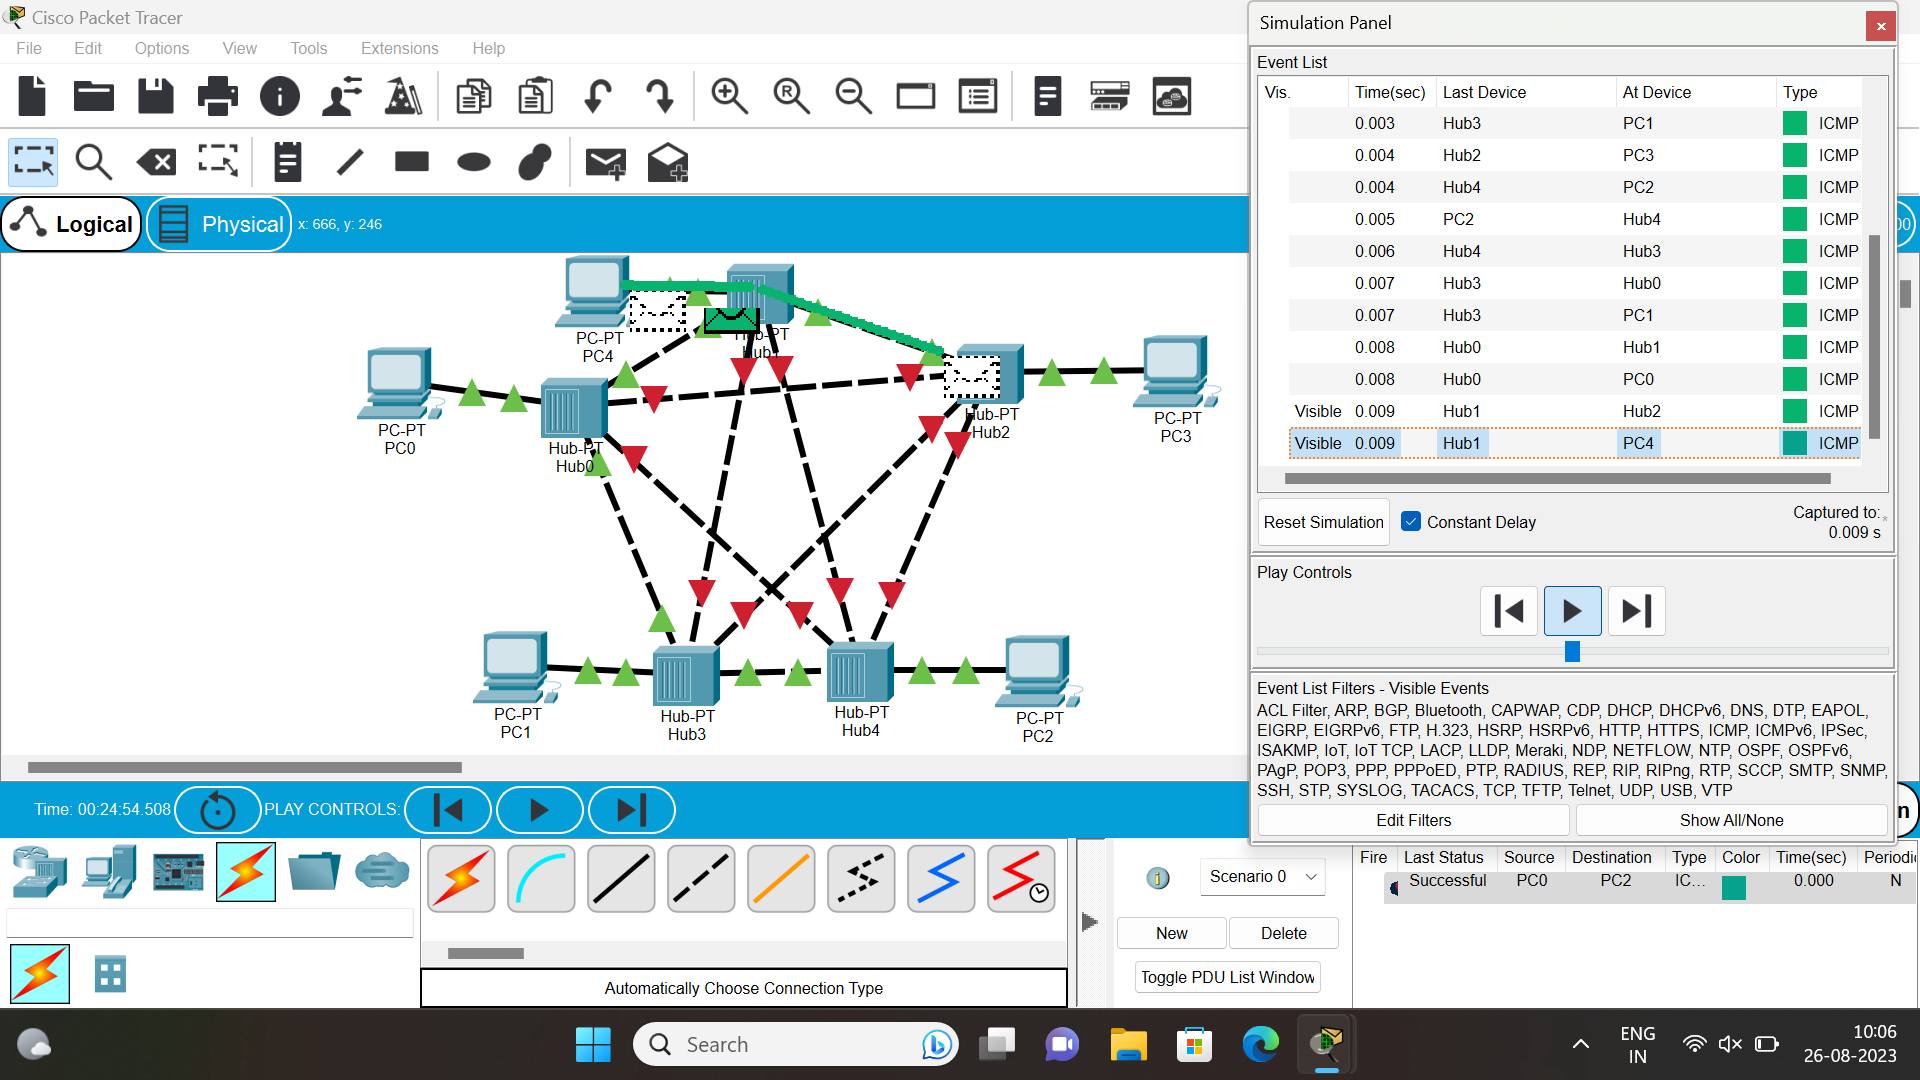 Cisco Packet Tracer
File Edit Options View Tools Extensions Help
Logical
Physical
x: 666, y: 246
PC-PT
PC4
Hub-PT
Hub1
PC-PT
PC0
Hub-PT
Hub0
Hub-PT
Hub2
PC-PT
PC3
PC-PT
PC1
Hub-PT
Hub3
Hub-PT
Hub4
PC-PT
PC2
Simulation Panel
Event List
Vis. Time(sec) Last Device At Device Type
0.003 Hub3 PC1 ICMP
0.004 Hub2 PC3 ICMP
0.004 Hub4 PC2 ICMP
0.005 PC2 Hub4 ICMP
0.006 Hub4 Hub3 ICMP
0.007 Hub3 Hub0 ICMP
0.007 Hub3 PC1 ICMP
0.008 Hub0 Hub1 ICMP
0.008 Hub0 PC0 ICMP
Visible 0.009 Hub1 Hub2 ICMP
Visible 0.009 Hub1 PC4 ICMP
Reset Simulation
Constant Delay
Captured to: *
0.009 s
Play Controls
Event List Filters - Visible Events
ACL Filter, ARP, BGP, Bluetooth, CAPWAP, CDP, DHCP, DHCPv6, DNS, DTP, EAPOL,
EIGRP, EIGRPv6, FTP, H.323, HSRP, HSRPv6, HTTP, HTTPS, ICMP, ICMPv6, IPSec,
ISAKMP, IoT, IoT TCP, LACP, LLDP, Meraki, NDP, NETFLOW, NTP, OSPF, OSPFv6,
PAgP, POP3, PPP, PPPoED, PTP, RADIUS, REP, RIP, RIPng, RTP, SCCP, SMTP, SNMP,
SSH, STP, SYSLOG, TACACS, TCP, TFTP, Telnet, UDP, USB, VTP
Edit Filters
Show All/None
Time: 00:24:54.508
PLAY CONTROLS:
Automatically Choose Connection Type
Scenario 0
New
Delete
Toggle PDU List Window
Fire Last Status Source Destination Type Color Time(sec) Periodic
Successful PC0 PC2 IC... 0.000 N
Search
ENG
IN
10:06
26-08-2023